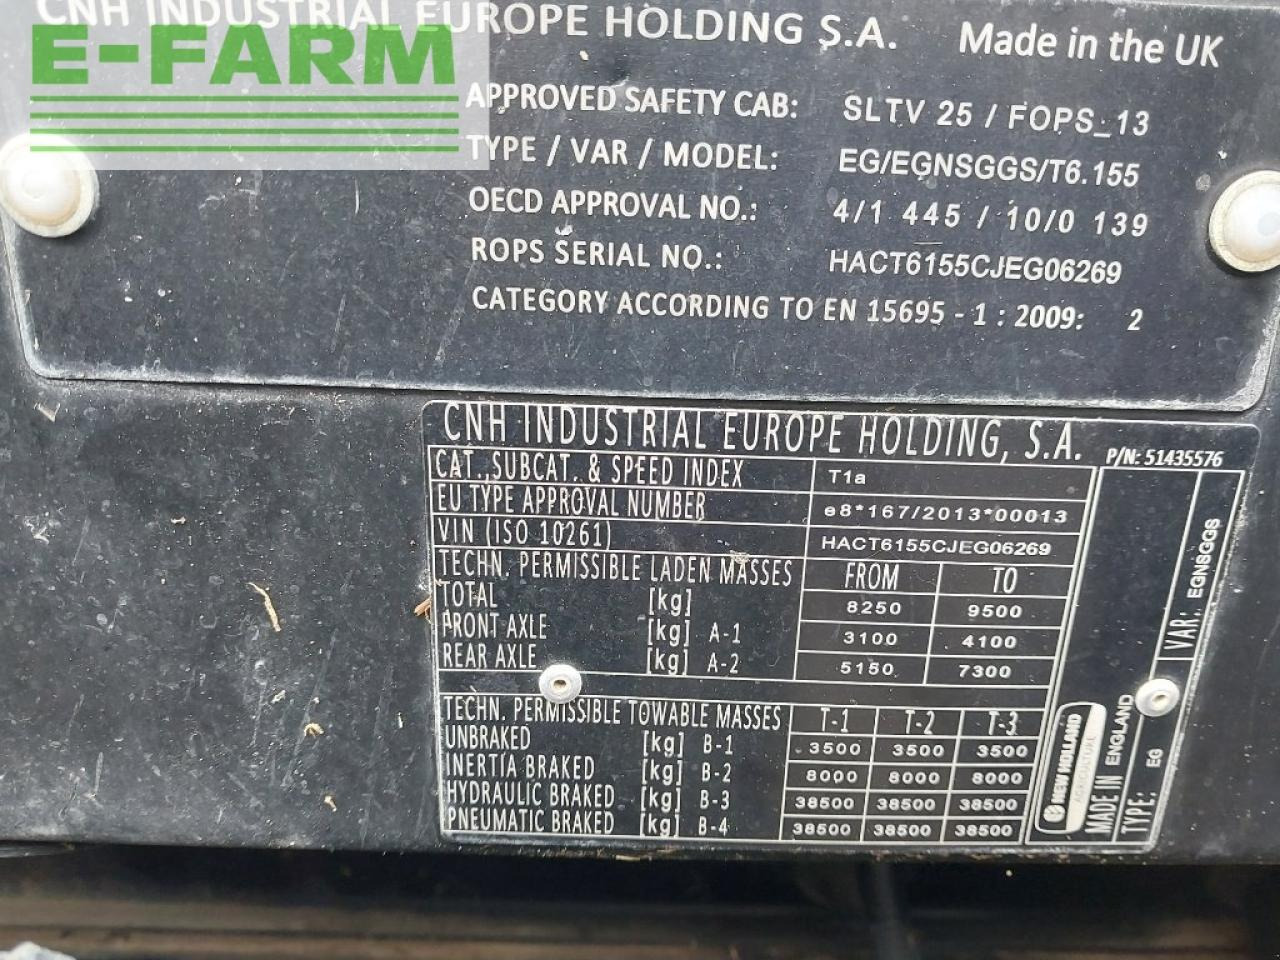 CNH INDUSTRIAL EUROPE HOLDING S.A. Made in the UK
E-FARM
APPROVED SAFETY CAB: SLTV 25 / FOPS_13
TYPE / VAR / MODEL: EG/EGNSGGS/T6.155
OECD APPROVAL NO.: 4/1 445 / 10/0 139
ROPS SERIAL NO.: HACT6155CJEG06269
CATEGORY ACCORDING TO EN 15695 - 1 : 2009: 2
CNH INDUSTRIAL EUROPE HOLDING, S.A. P/N: 51435576
CAT.,SUBCAT. & SPEED INDEX T1a
EU TYPE APPROVAL NUMBER e8*167/2013*00013
VIN (ISO 10261) HACT6155CJEG06269
TECHN. PERMISSIBLE LADEN MASSES FROM TO
TOTAL [kg] 8250 9500
FRONT AXLE [kg] A-1 3100 4100
REAR AXLE [kg] A-2 5150 7300
TECHN. PERMISSIBLE TOWABLE MASSES T-1 T-2 T-3
UNBRAKED [kg] B-1 3500 3500 3500
INERTIA BRAKED [kg] B-2 8000 8000 8000
HYDRAULIC BRAKED [kg] B-3 38500 38500 38500
PNEUMATIC BRAKED [kg] B-4 38500 38500 38500
NEW HOLLAND
AGRICULTURE
MADE IN ENGLAND
TYPE: EG
VAR.: EGNSGGS